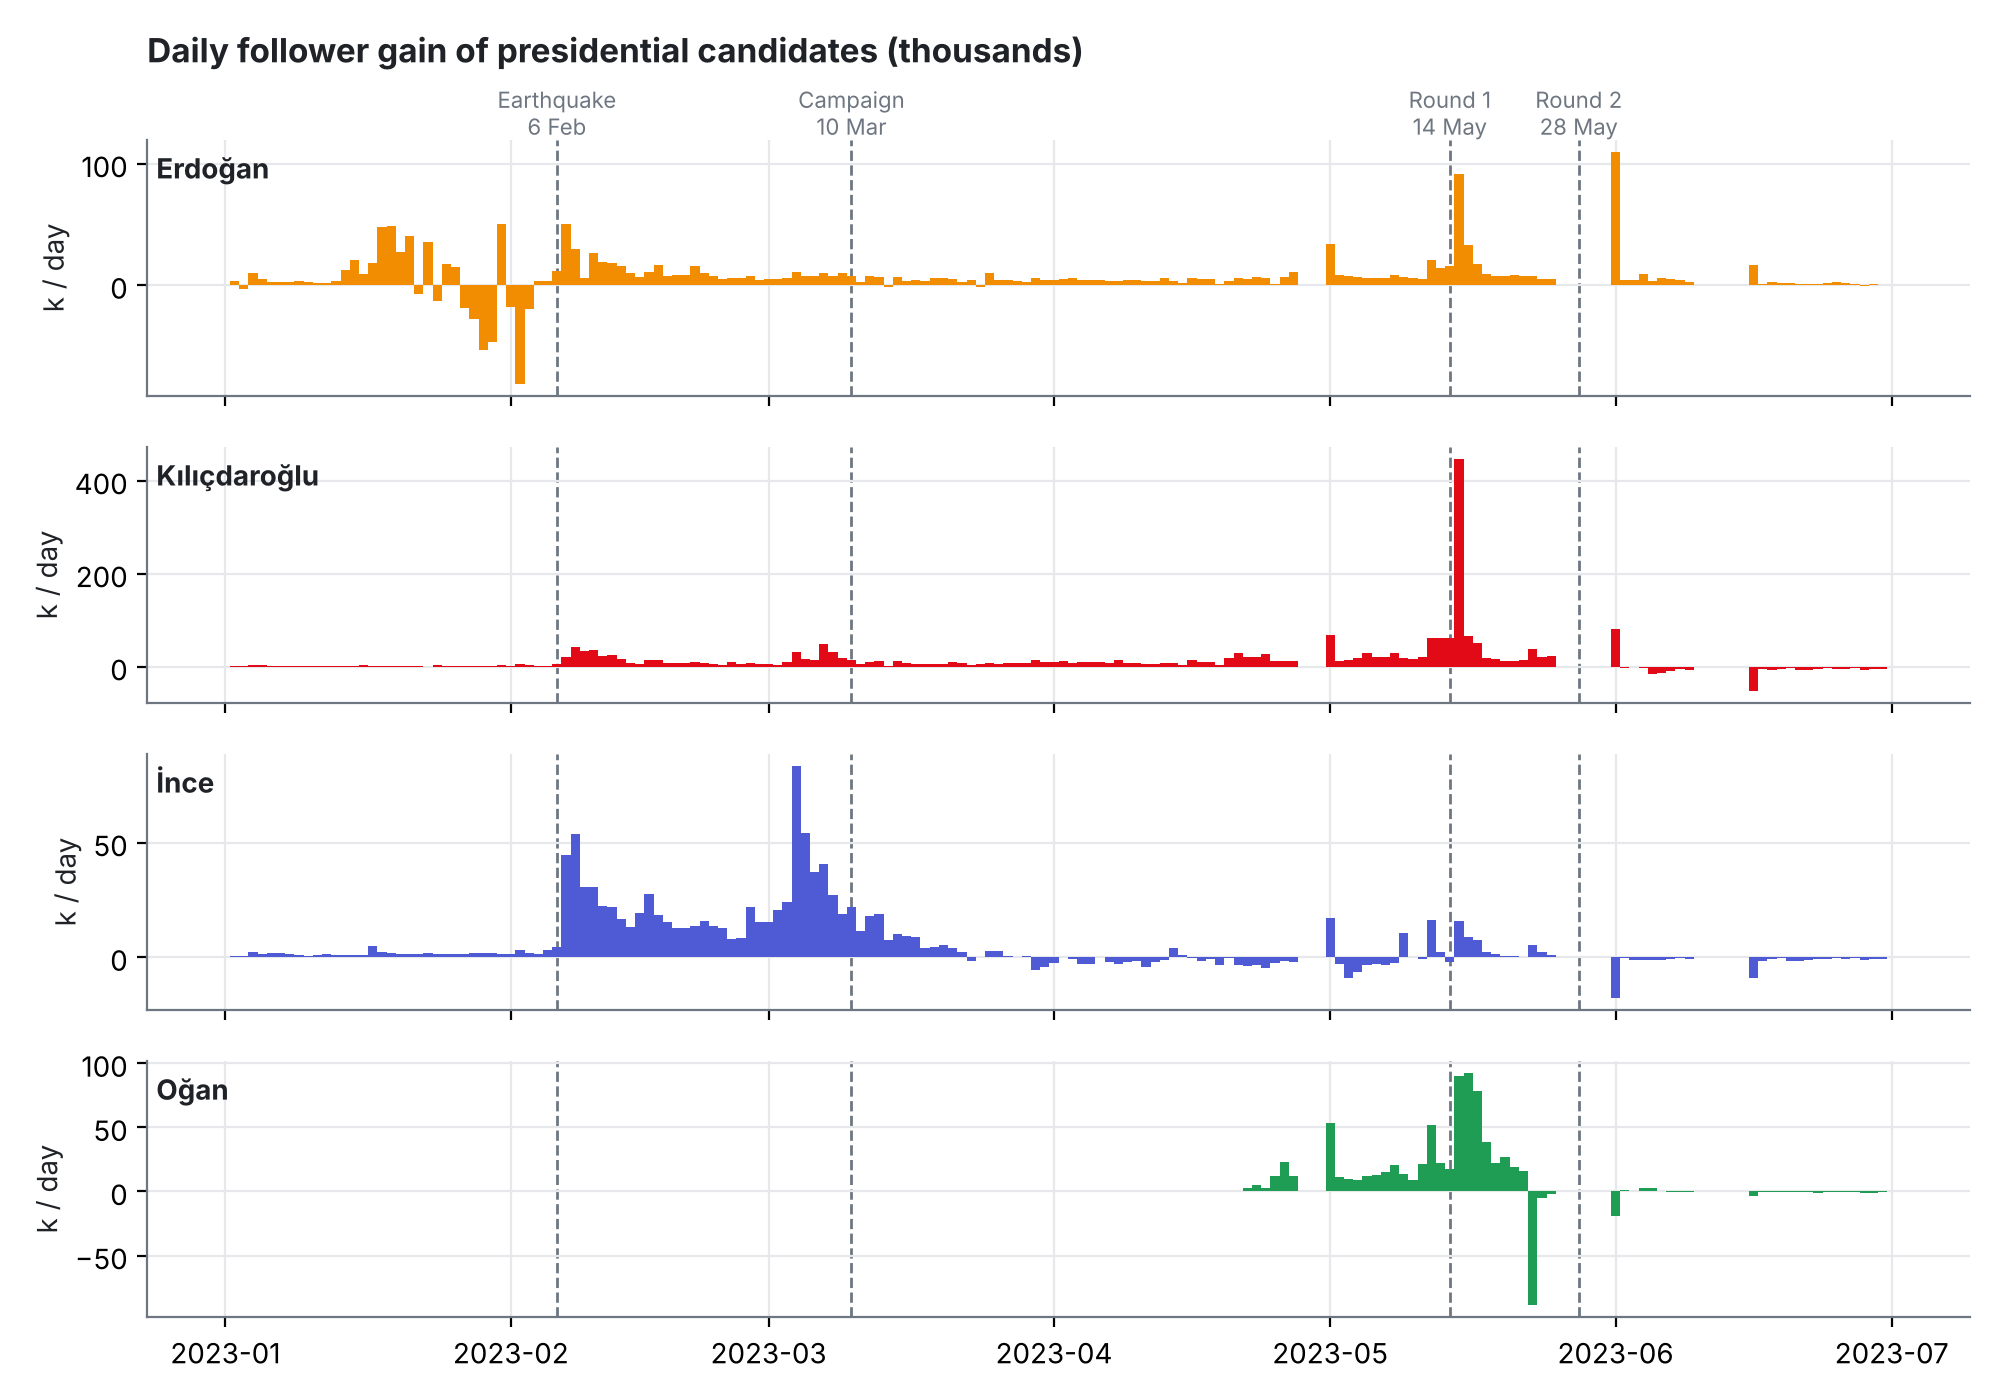 Daily follower gain of presidential candidates (thousands)
Earthquake
6 Feb
Campaign
10 Mar
Round 1
14 May
Round 2
28 May
Erdoğan
100
0
k / day
Kılıçdaroğlu
400
200
0
k / day
İnce
50
0
k / day
Oğan
100
50
0
−50
k / day
2023-01
2023-02
2023-03
2023-04
2023-05
2023-06
2023-07